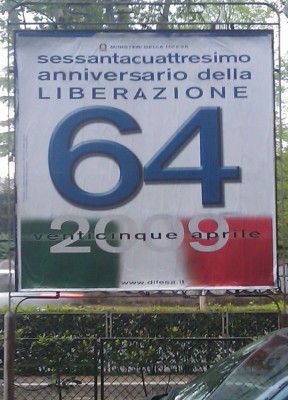 MINISTERO DELLA DIFESA
sessantacuattresimo
anniversario della
LIBERAZIONE
64
2009
venticinque aprile
www.difesa.it